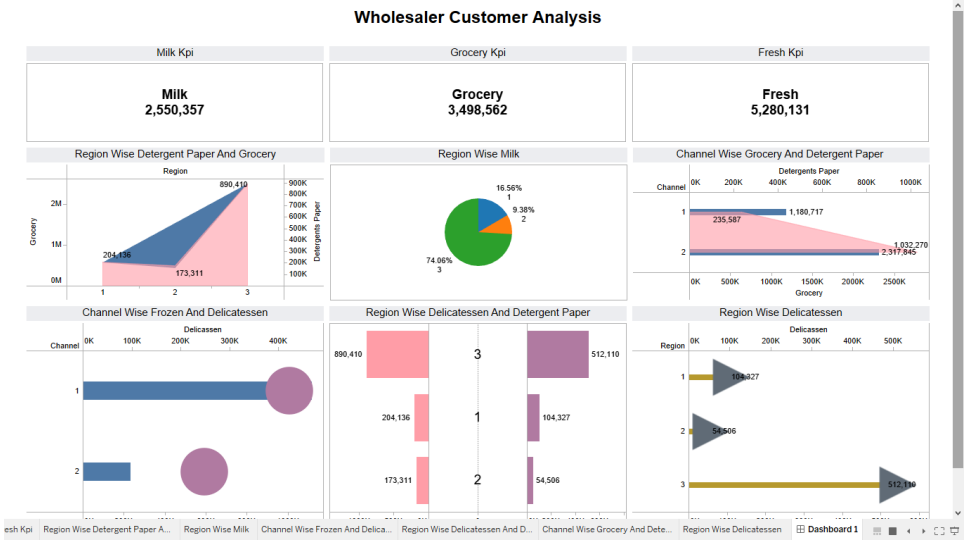 Wholesaler Customer Analysis
Milk Kpi
Grocery Kpi
Fresh Kpi
Milk
2,550,357
Grocery
3,498,562
Fresh
5,280,131
Region Wise Detergent Paper And Grocery
Region
890,410
204,136
173,311
Grocery
2M
1M
0M
900K
800K
700K
600K
500K
400K
300K
200K
100K
Detergents Paper
1
2
3
Region Wise Milk
16.56%
1
9.38%
2
74.06%
3
Channel Wise Grocery And Detergent Paper
Detergents Paper
Channel
0K
200K
400K
600K
800K
1000K
1
1,180,717
235,587
1,032,270
2
2,317,845
0K
500K
1000K
1500K
2000K
2500K
Grocery
Channel Wise Frozen And Delicatessen
Delicassen
Channel
0K
100K
200K
300K
400K
1
2
Region Wise Delicatessen And Detergent Paper
890,410
3
512,110
204,136
1
104,327
173,311
2
54,506
Region Wise Delicatessen
Delicassen
Region
0K
100K
200K
300K
400K
500K
1
104,327
2
54,506
3
512,110
esh Kpi
Region Wise Detergent Paper A...
Region Wise Milk
Channel Wise Frozen And Delica...
Region Wise Delicatessen And D...
Channel Wise Grocery And Dete...
Region Wise Delicatessen
Dashboard 1